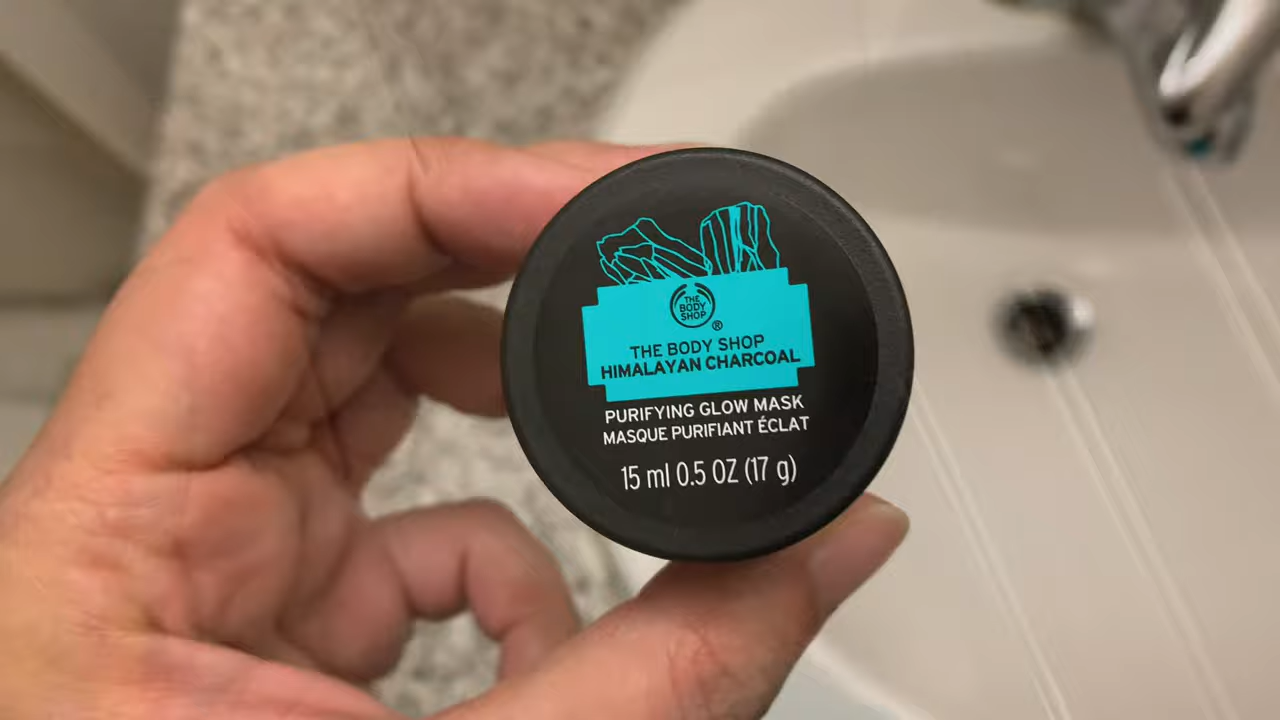 THE
BODY
SHOP
®
THE BODY SHOP
HIMALAYAN CHARCOAL
PURIFYING GLOW MASK
MASQUE PURIFIANT ÉCLAT
15 ml 0.5 OZ (17 g)